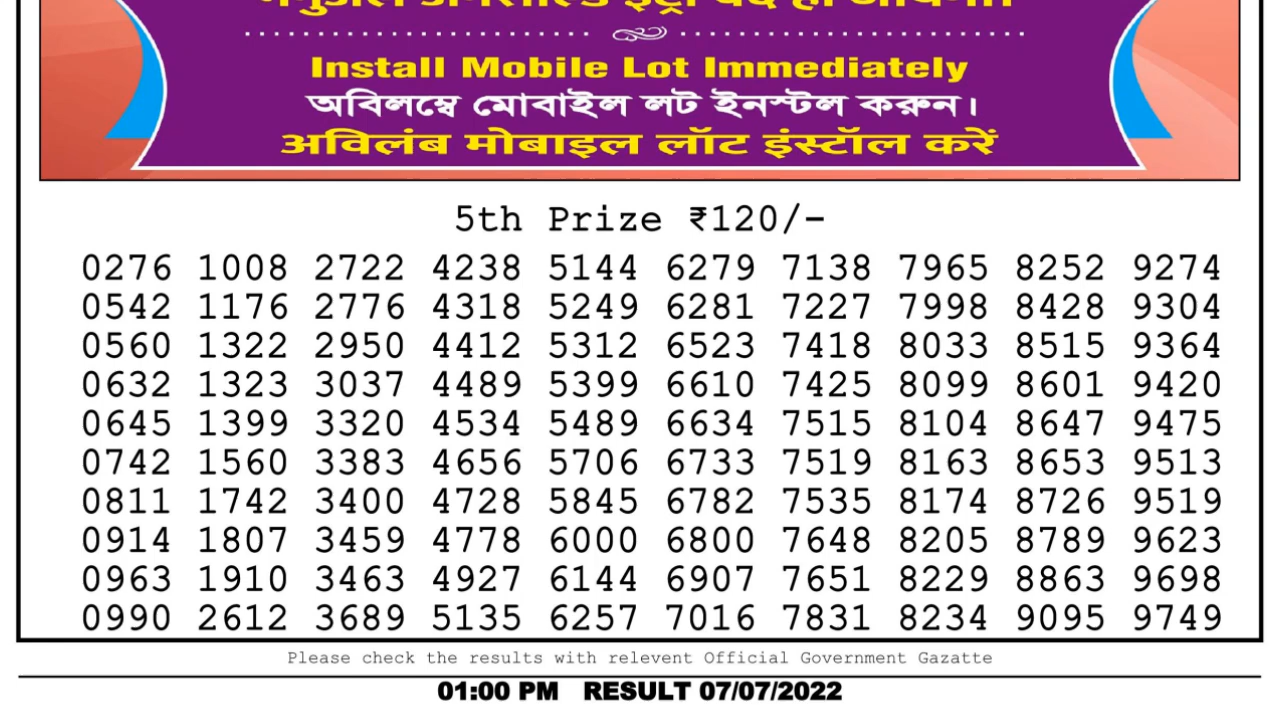 Install Mobile Lot Immediately
অবিলম্বে মোবাইল লট ইনস্টল করুন।
अविलंब मोबाइल लॉट इंस्टॉल करें
5th Prize ₹120/-
0276 1008 2722 4238 5144 6279 7138 7965 8252 9274
0542 1176 2776 4318 5249 6281 7227 7998 8428 9304
0560 1322 2950 4412 5312 6523 7418 8033 8515 9364
0632 1323 3037 4489 5399 6610 7425 8099 8601 9420
0645 1399 3320 4534 5489 6634 7515 8104 8647 9475
0742 1560 3383 4656 5706 6733 7519 8163 8653 9513
0811 1742 3400 4728 5845 6782 7535 8174 8726 9519
0914 1807 3459 4778 6000 6800 7648 8205 8789 9623
0963 1910 3463 4927 6144 6907 7651 8229 8863 9698
0990 2612 3689 5135 6257 7016 7831 8234 9095 9749
Please check the results with relevent Official Government Gazatte
01:00 PM RESULT 07/07/2022